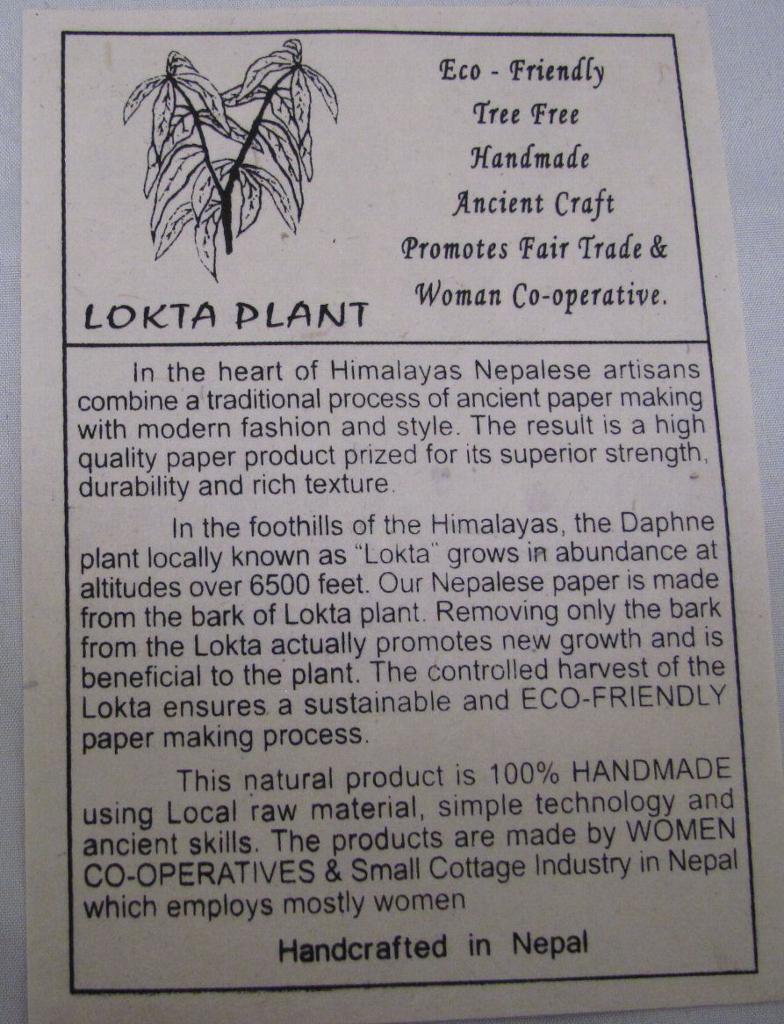 Eco - Friendly
Tree Free
Handmade
Ancient Craft
Promotes Fair Trade &
Woman Co-operative.
LOKTA PLANT
In the heart of Himalayas Nepalese artisans
combine a traditional process of ancient paper making
with modern fashion and style. The result is a high
quality paper product prized for its superior strength,
durability and rich texture.
In the foothills of the Himalayas, the Daphne
plant locally known as "Lokta" grows in abundance at
altitudes over 6500 feet. Our Nepalese paper is made
from the bark of Lokta plant. Removing only the bark
from the Lokta actually promotes new growth and is
beneficial to the plant. The controlled harvest of the
Lokta ensures a sustainable and ECO-FRIENDLY
paper making process.
This natural product is 100% HANDMADE
using Local raw material, simple technology and
ancient skills. The products are made by WOMEN
CO-OPERATIVES & Small Cottage Industry in Nepal
which employs mostly women
Handcrafted in Nepal